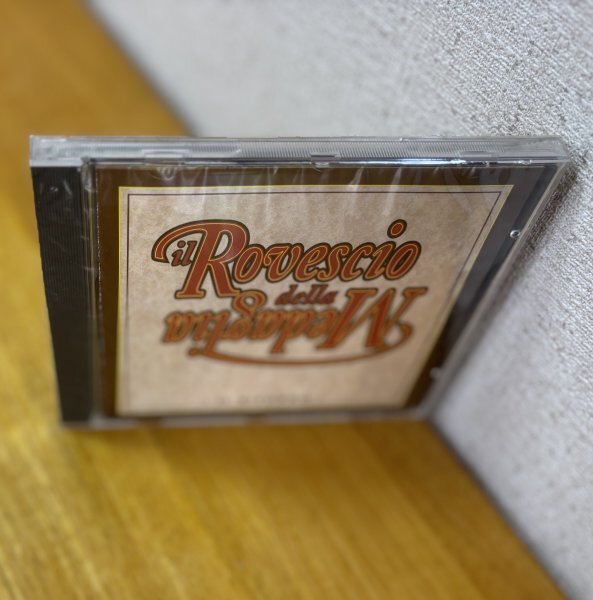 il Rovescio
della
Medaglia